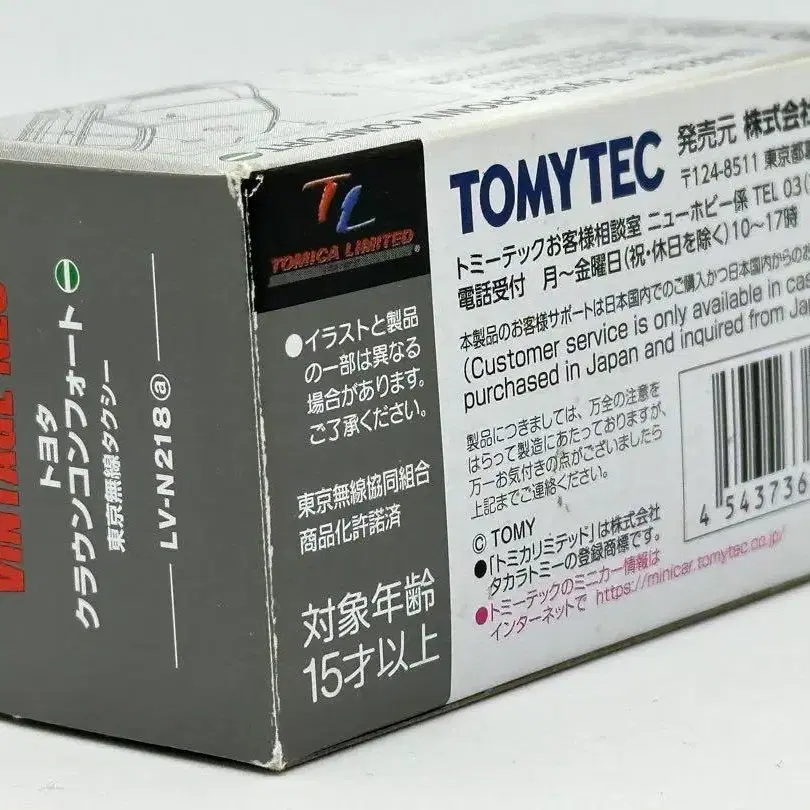 Toyota CROWN COMFORT
VINTAGE NEO
トヨタ
クラウンコンフォート
東京無線タクシー
LV-N218ⓐ
TL
TOMICA LIMITED
●イラストと製品
の一部は異なる
場合があります。
ご了承ください。
東京無線協同組合
商品化許諾済
対象年齢
15才以上
TOMYTEC
発売元 株式会社
〒124-8511 東京都
トミーテックお客様相談室 ニューホビー係 TEL 03
電話受付 月〜金曜日(祝・休日を除く)10〜17時
本製品のお客様サポートは日本国内でのご購入かつ日本国内からのお
(Customer service is only available in
purchased in Japan and inquired from
製品につきましては、万全の注意を
はらって製造にあたっておりますが、
万一お気付きの点がございましたら
上記までご連絡ください。
© TOMY
●「トミカリミテッド」は株式会社
タカラトミーの登録商標です。
●トミーテックのミニカー情報は
インターネットで https://minicar.tomytec.co.jp/
4 543736